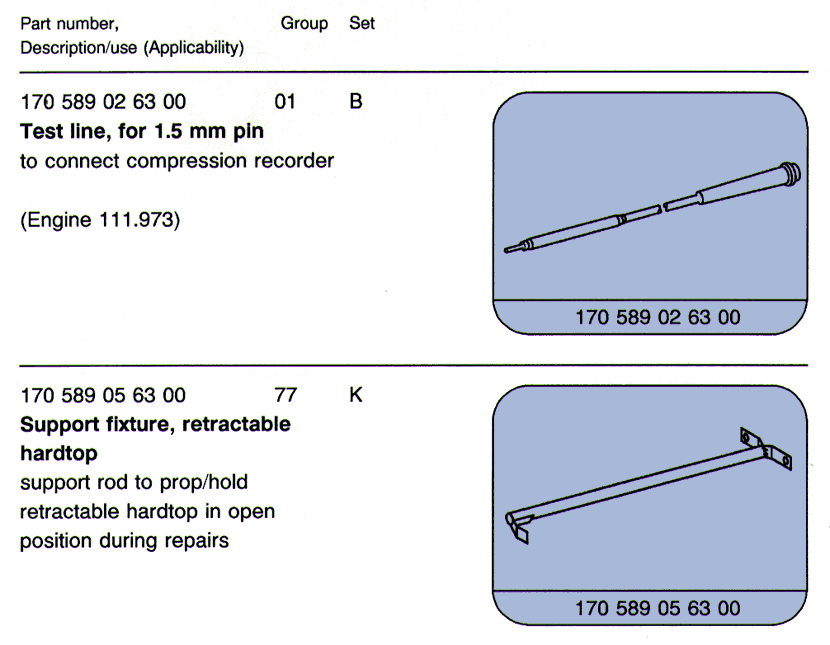 Part number, Group Set
Description/use (Applicability)
170 589 02 63 00 01 B
Test line, for 1.5 mm pin
to connect compression recorder
(Engine 111.973)
170 589 02 63 00
170 589 05 63 00 77 K
Support fixture, retractable
hardtop
support rod to prop/hold
retractable hardtop in open
position during repairs
170 589 05 63 00